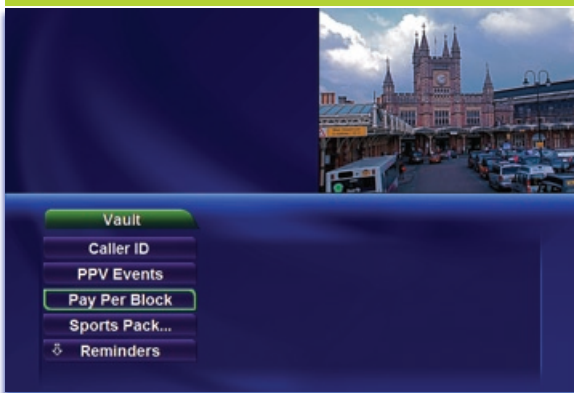 Vault
Caller ID
PPV Events
Pay Per Block
Sports Pack...
Reminders